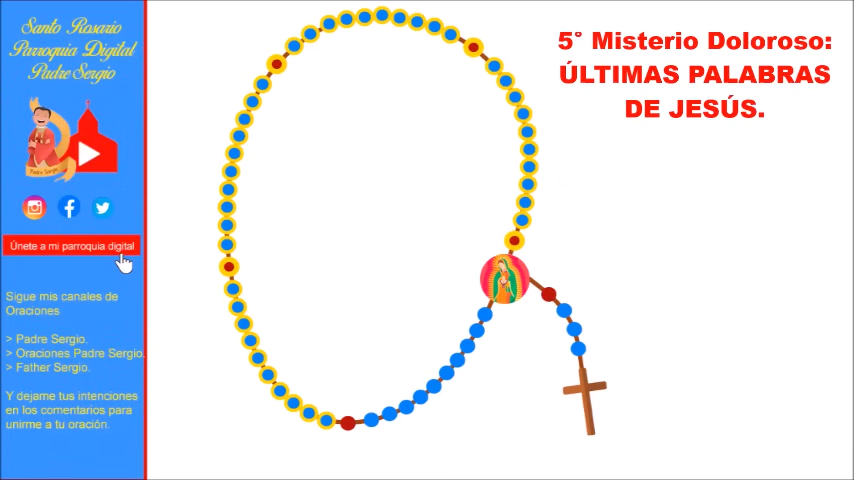 Santo Rosario
Parroquia Digital
Padre Sergio
Padre Sergio
Únete a mi parroquia digital
Sigue mis canales de
Oraciones
> Padre Sergio.
> Oraciones Padre Sergio.
> Father Sergio.
Y dejame tus intenciones
en los comentarios para
unirme a tu oración.
5° Misterio Doloroso:
ÚLTIMAS PALABRAS
DE JESÚS.